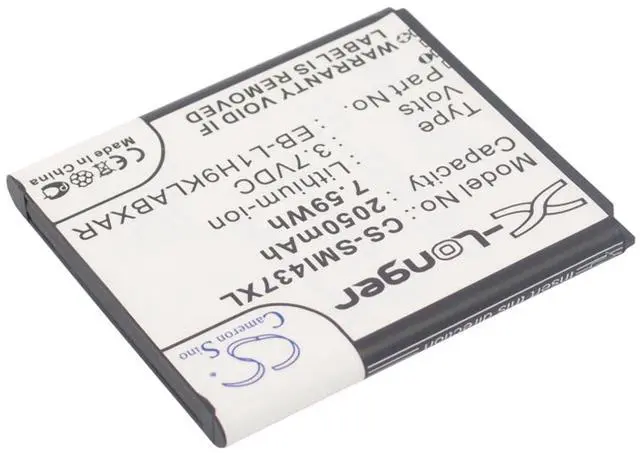 X-Longer
Model No.: CS-SMI437XL
Capacity: 2050mAh
7.59Wh
Type Lithium-ion
Volts 3.7VDC
Part No. EB-L1H9KLABXAR
WARRANTY VOID IF
LABEL IS REMOVED
CS
Cameron Sino
Made in China